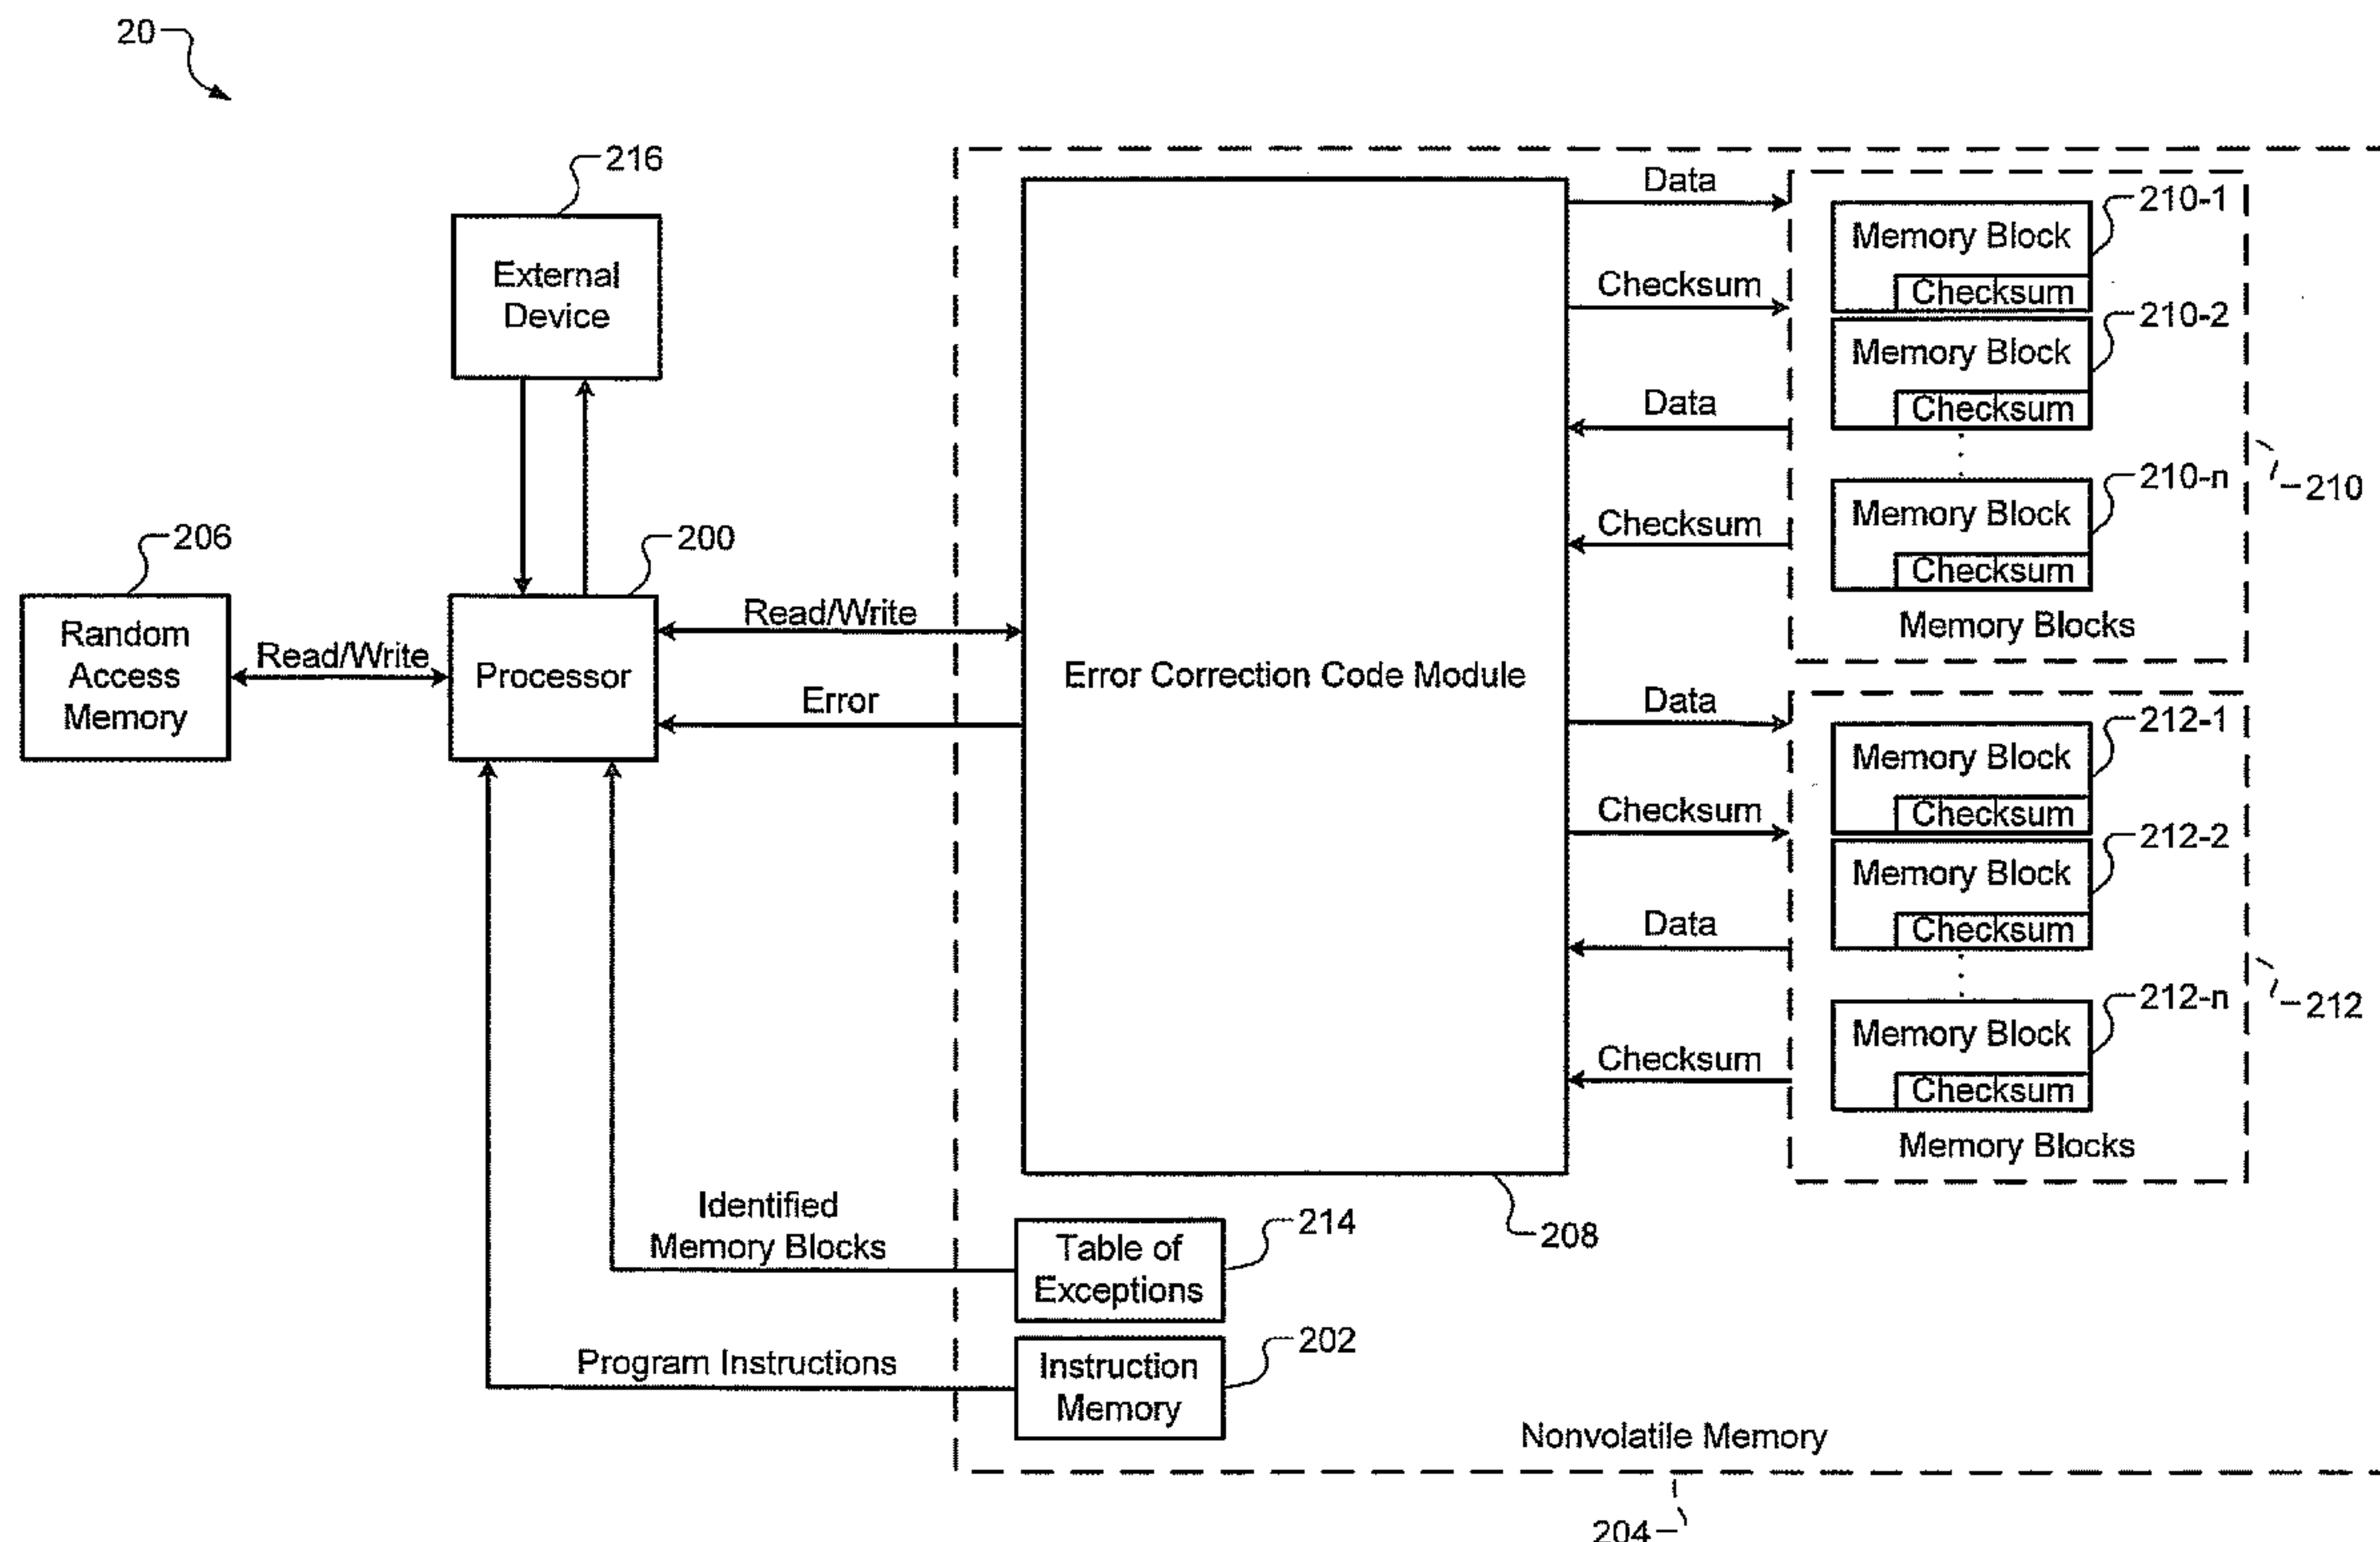 20
216
External
Device
206
Random
Access
Memory
Read/Write
200
Processor
Read/Write
Error
Error Correction Code Module
208
Data
Checksum
Data
Checksum
210-1
Memory Block
Checksum
210-2
Memory Block
Checksum
210-n
Memory Block
Checksum
Memory Blocks
210
Data
Checksum
Data
Checksum
212-1
Memory Block
Checksum
212-2
Memory Block
Checksum
212-n
Memory Block
Checksum
Memory Blocks
212
Identified
Memory Blocks
214
Table of
Exceptions
Program Instructions
202
Instruction
Memory
Nonvolatile Memory
204